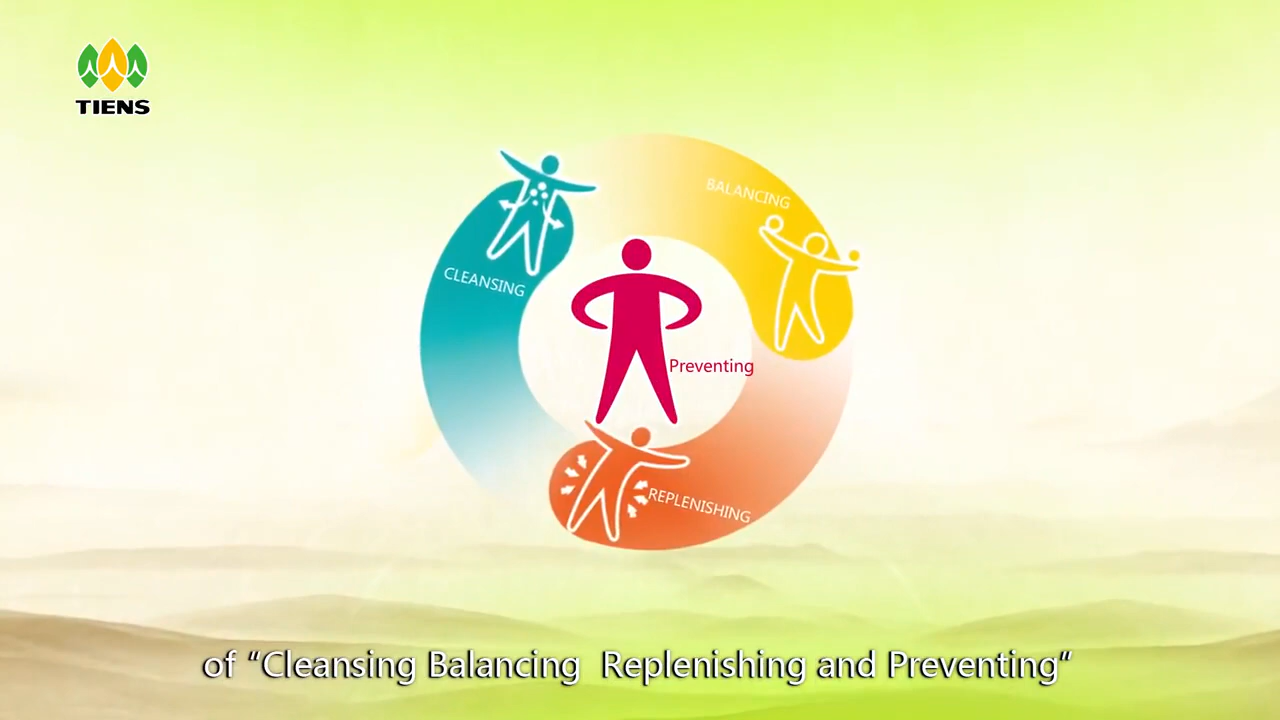 TIENS
BALANCING
CLEANSING
Preventing
REPLENISHING
of “Cleansing Balancing  Replenishing and Preventing“